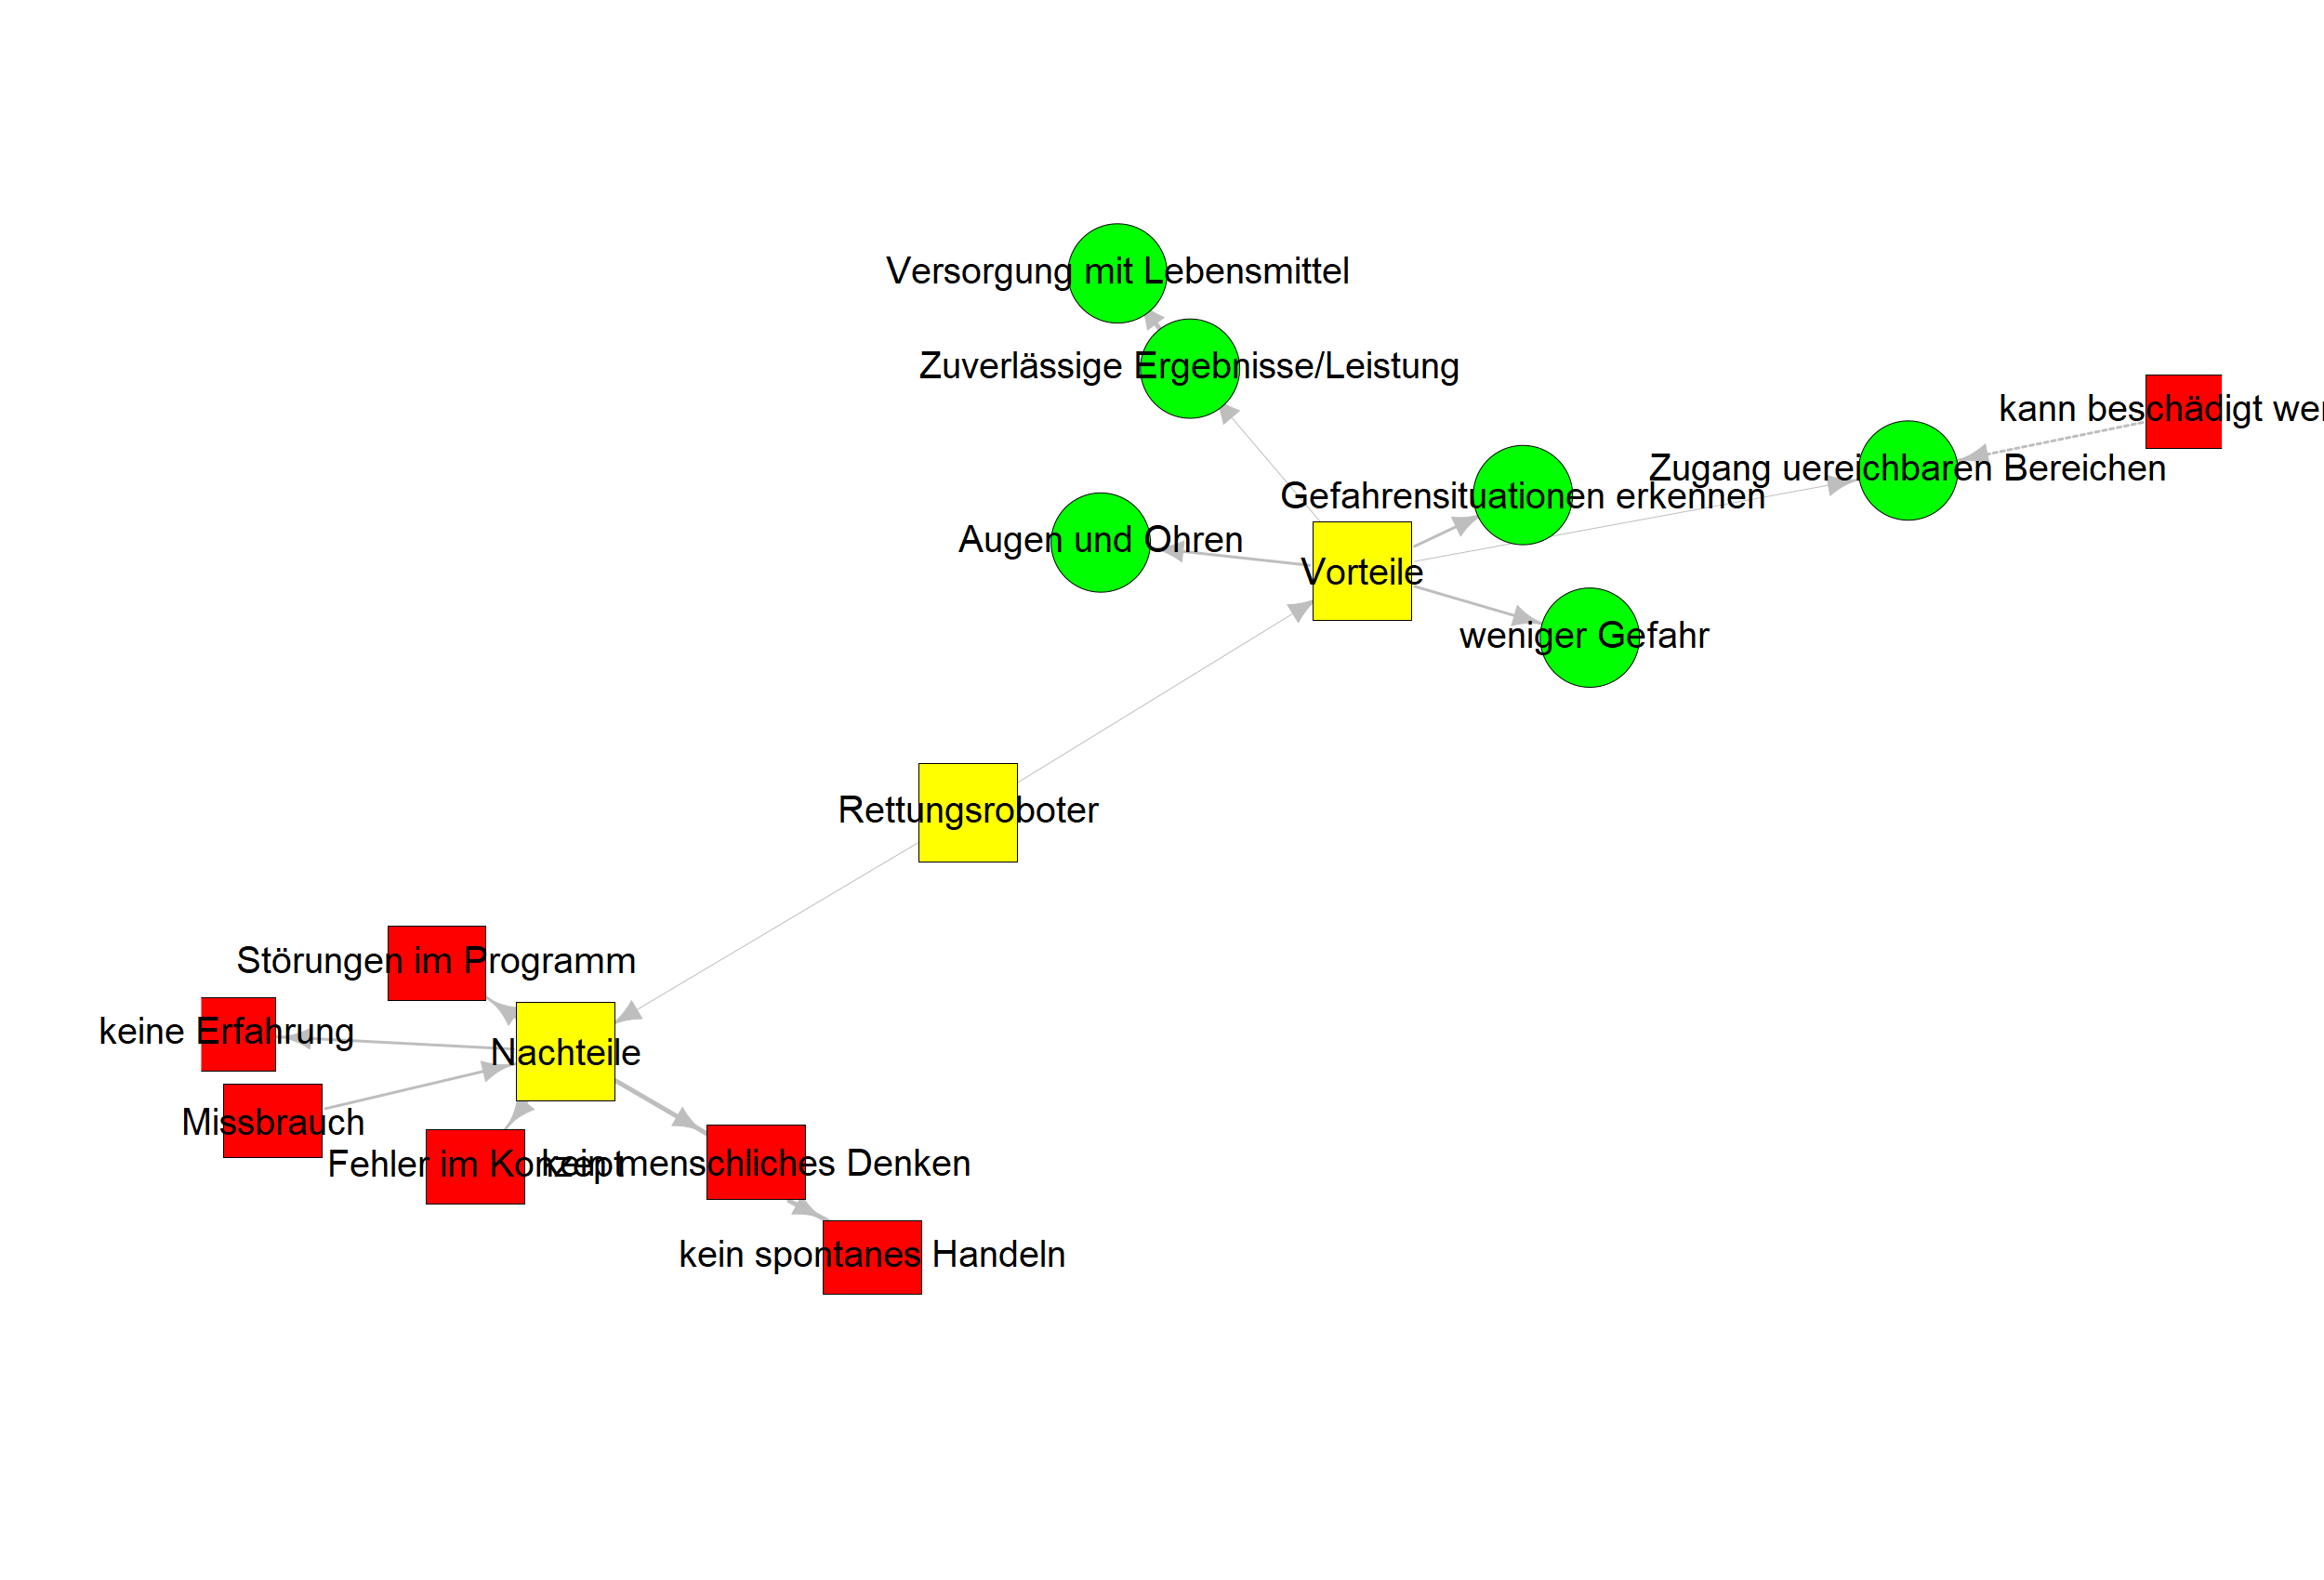 Versorgung mit Lebensmittel
Zuverlässige Ergebnisse/Leistung
kann beschädigt wer
Zugang uereichbaren Bereichen
Gefahrensituationen erkennen
Augen und Ohren
Vorteile
weniger Gefahr
Rettungsroboter
Störungen im Programm
keine Erfahrung
Nachteile
Missbrauch
Fehler im Konzept
kein menschliches Denken
kein spontanes Handeln